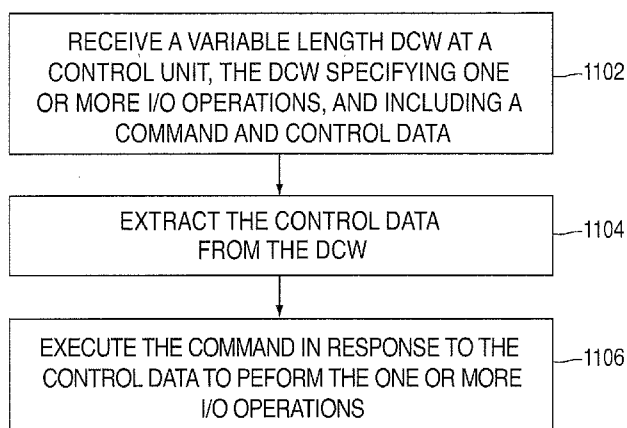 RECEIVE A VARIABLE LENGTH DCW AT A
CONTROL UNIT, THE DCW SPECIFYING ONE
OR MORE I/O OPERATIONS, AND INCLUDING A
COMMAND AND CONTROL DATA
1102
EXTRACT THE CONTROL DATA
FROM THE DCW
1104
EXECUTE THE COMMAND IN RESPONSE TO THE
CONTROL DATA TO PEFORM THE ONE OR MORE
I/O OPERATIONS
1106